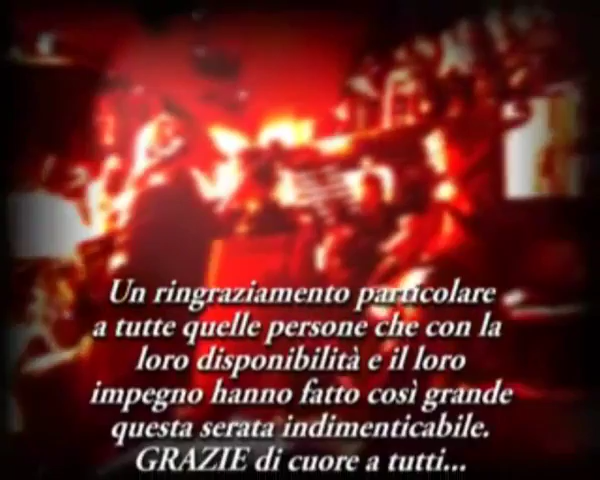 Un ringraziamento particolare
a tutte quelle persone che con la
loro disponibilità e il loro
impegno hanno fatto così grande
questa serata indimenticabile.
GRAZIE di cuore a tutti...